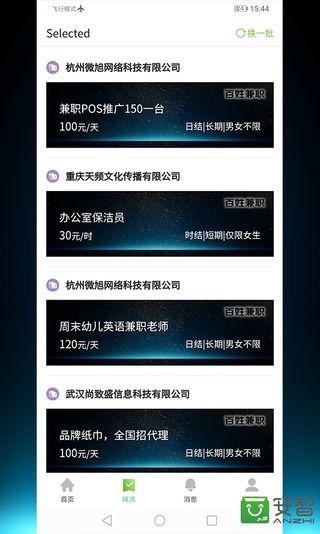 飞行模式 15:44
Selected 换一批
杭州微旭网络科技有限公司
百姓兼职
兼职POS推广150一台
100元/天 日结|长期|男女不限
重庆天频文化传播有限公司
百姓兼职
办公室保洁员
30元/时 时结|短期|仅限女生
杭州微旭网络科技有限公司
百姓兼职
周末幼儿英语兼职老师
120元/天 日结|长期|男女不限
武汉尚致盛信息科技有限公司
百姓兼职
品牌纸巾，全国招代理
100元/天 日结|长期|男女不限
首页 精选 消息
安智
ANZHI
AZ